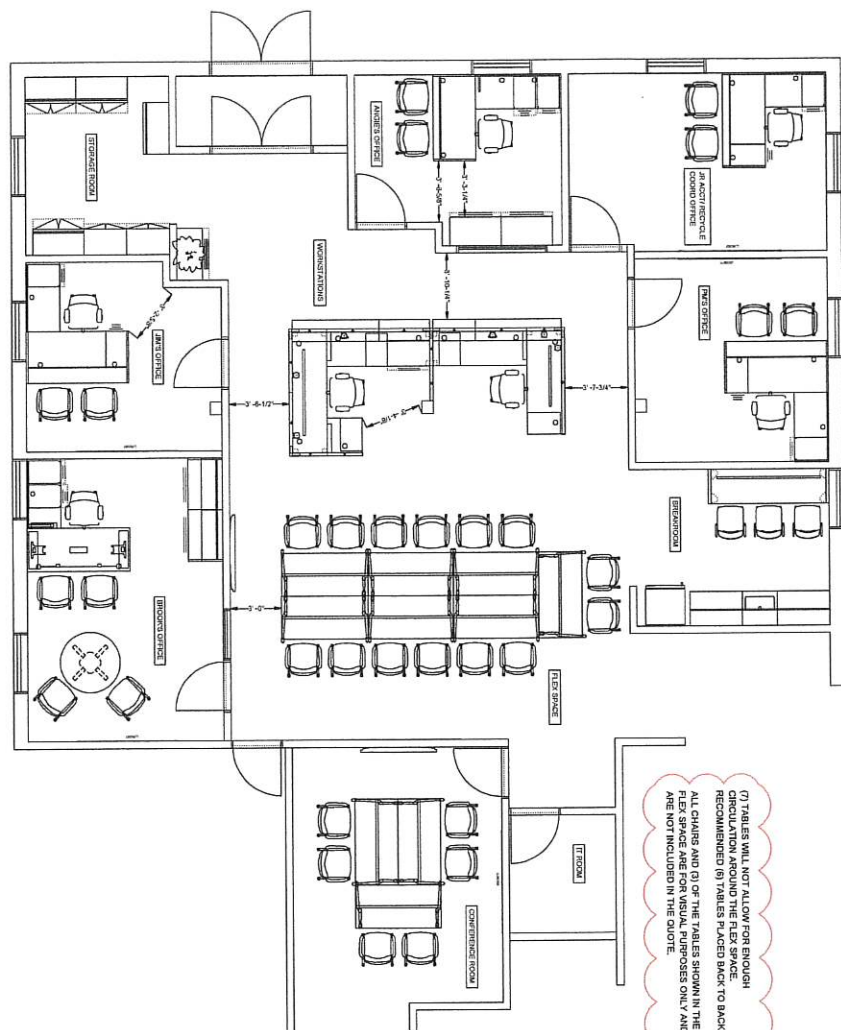 STORAGE ROOM
ANGIE'S OFFICE
JR ACCT/ RECYCLE
COORD OFFICE
WORKSTATIONS
JIM'S OFFICE
PM'S OFFICE
BREAKROOM
BROOK'S OFFICE
FLEX SPACE
CONFERENCE ROOM
IT ROOM
3'-3-1/4"
3'-6-1/2"
3'-7-3/4"
3'-0"
(7) TABLES WILL NOT ALLOW FOR ENOUGH
CIRCULATION AROUND THE FLEX SPACE.
RECOMMENDED (6) TABLES PLACED BACK TO BACK
ALL CHAIRS AND (3) OF THE TABLES SHOWN IN THE
FLEX SPACE ARE FOR VISUAL PURPOSES ONLY AND
ARE NOT INCLUDED IN THE QUOTE.